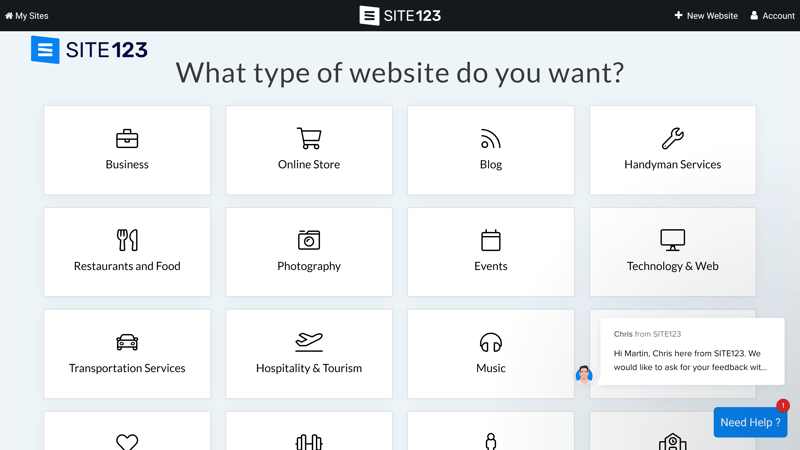 My Sites
SITE123
New Website
Account
SITE123
What type of website do you want?
Business
Online Store
Blog
Handyman Services
Restaurants and Food
Photography
Events
Technology & Web
Transportation Services
Hospitality & Tourism
Music
Chris from SITE123
Hi Martin, Chris here from SITE123. We
would like to ask for your feedback wit...
1
Need Help ?